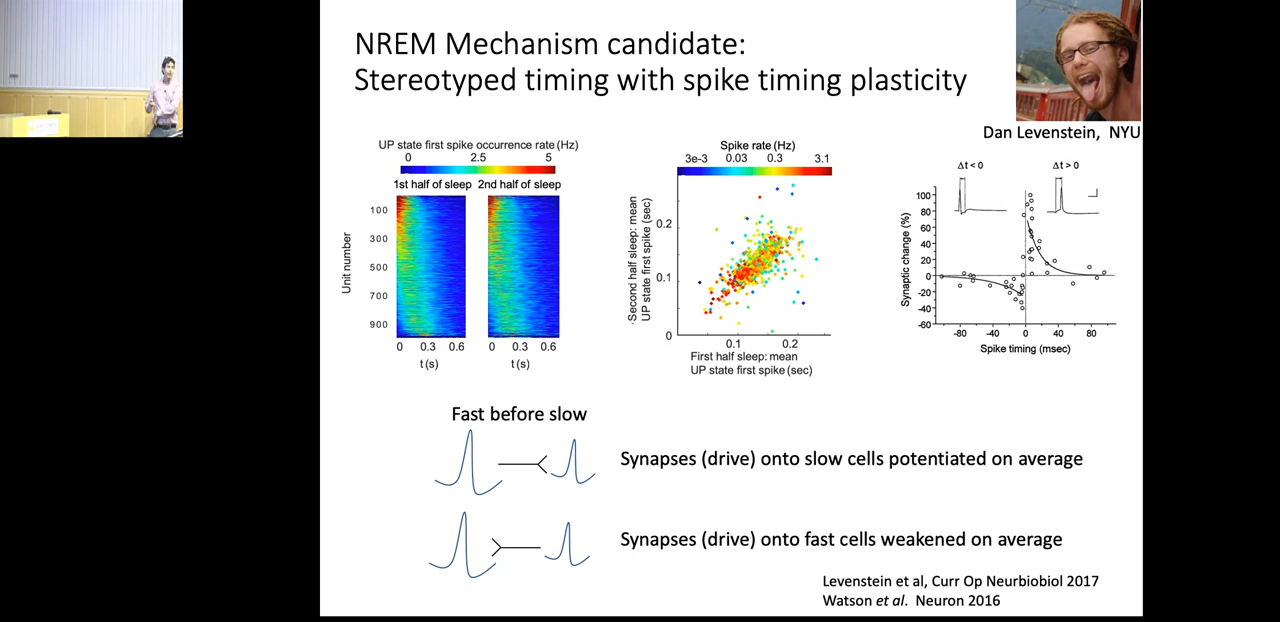 NREM Mechanism candidate:
Stereotyped timing with spike timing plasticity
Dan Levenstein, NYU
UP state first spike occurrence rate (Hz)
0 2.5 5
1st half of sleep 2nd half of sleep
Unit number
100
300
500
700
900
0 0.3 0.6 0 0.3 0.6
t (s) t (s)
Spike rate (Hz)
3e-3 0.03 0.3 3.1
Second half sleep: mean
UP state first spike (sec)
0.2
0.1
0
0.1 0.2
First half sleep: mean
UP state first spike (sec)
Δt < 0 Δt > 0
Synaptic change (%)
100
80
60
40
20
0
-20
-40
-60
-80 -40 0 40 80
Spike timing (msec)
Fast before slow
Synapses (drive) onto slow cells potentiated on average
Synapses (drive) onto fast cells weakened on average
Levenstein et al, Curr Op Neurbiobiol 2017
Watson et al. Neuron 2016